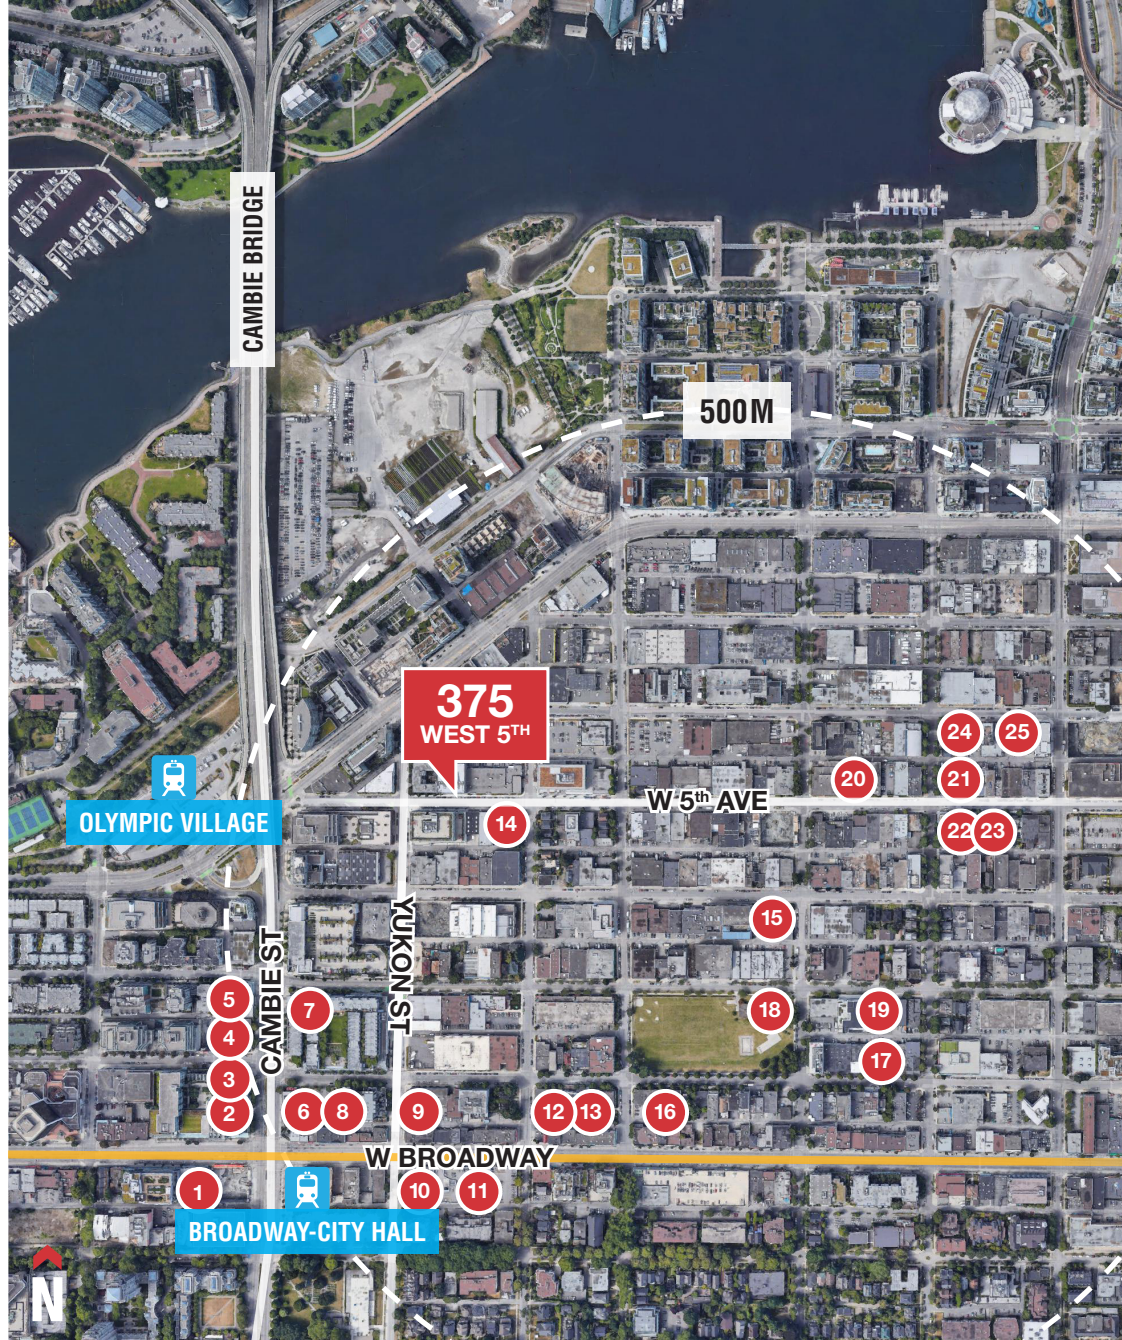 CAMBIE BRIDGE
500M
375
WEST 5TH
24
25
20
21
W 5th AVE
OLYMPIC VILLAGE
14
22
23
15
YUKON ST
CAMBIE ST
5
7
18
19
4
17
3
2
6
8
9
12
13
16
W BROADWAY
1
10
11
BROADWAY-CITY HALL
N